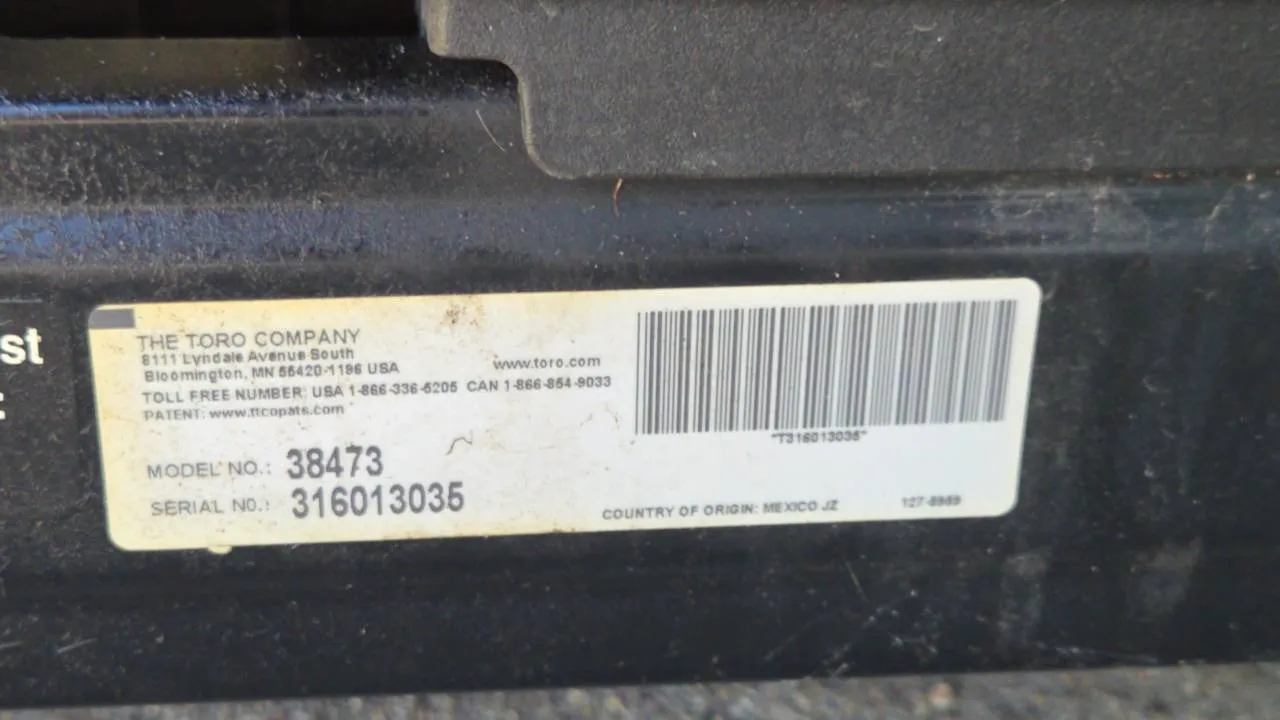 st
:
THE TORO COMPANY
8111 Lyndale Avenue South
Bloomington, MN 55420-1196 USA
www.toro.com
TOLL FREE NUMBER: USA 1-866-336-5205 CAN 1-866-854-9033
PATENT: www.ttcopats.com
*T316013035*
MODEL NO.: 38473
SERIAL NO.: 316013035
COUNTRY OF ORIGIN: MEXICO JZ